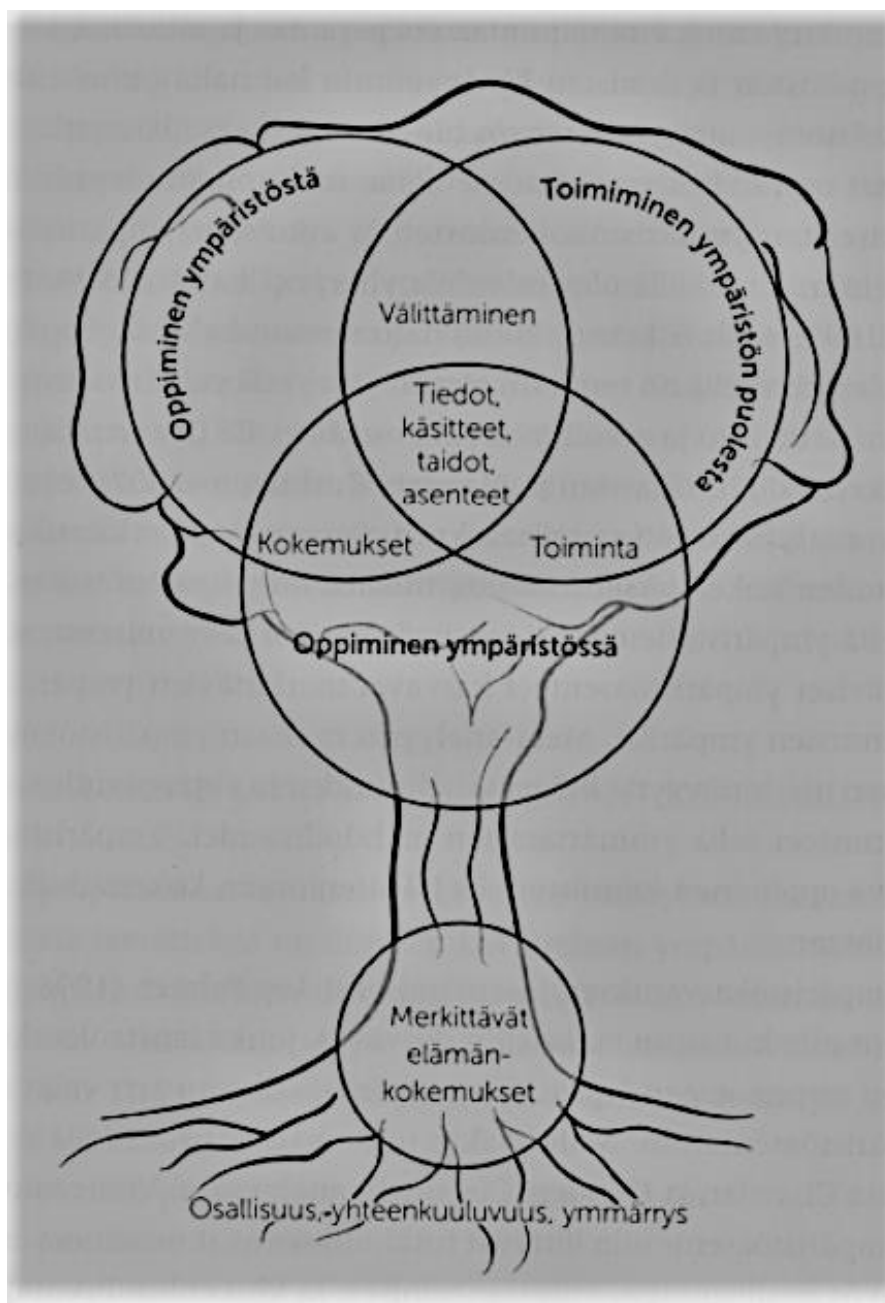 Oppiminen ympäristöstä
Toimiminen ympäristön puolesta
Välittäminen
Tiedot,
käsitteet,
taidot,
asenteet
Kokemukset
Toiminta
Oppiminen ympäristössä
Merkittävät
elämän-
kokemukset
Osallisuus,-yhteenkuuluvuus, ymmärrys